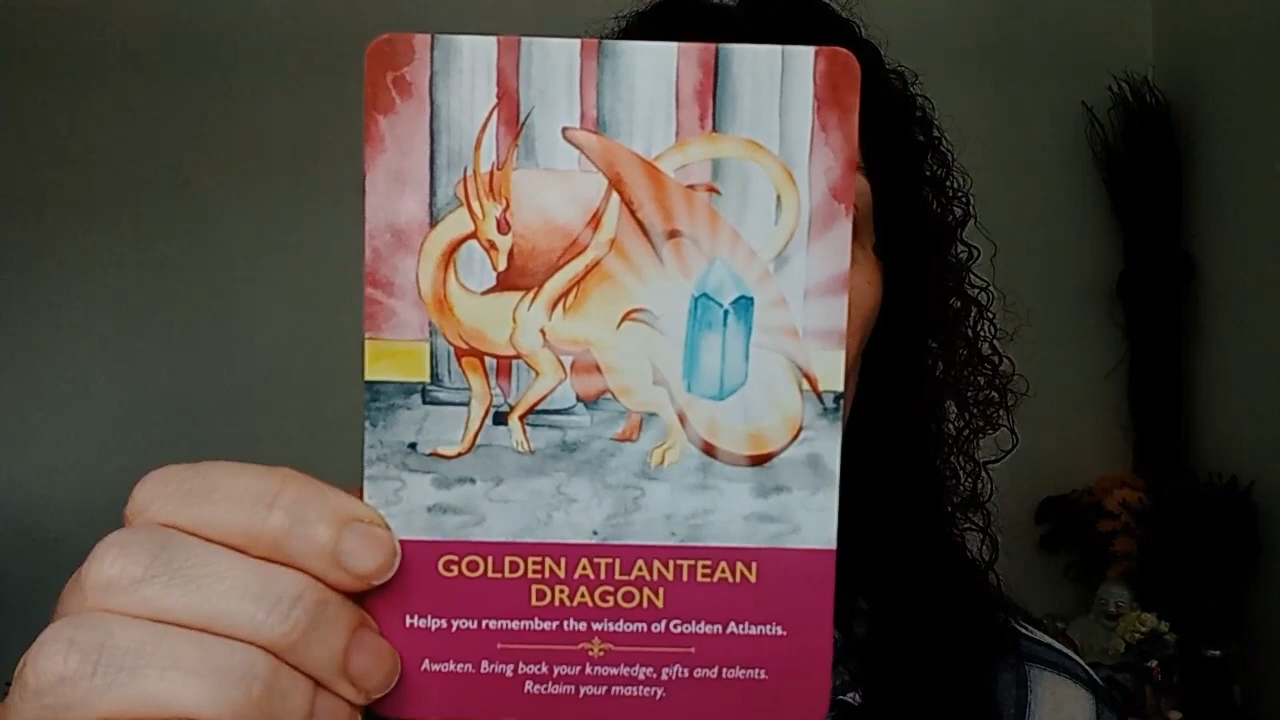 GOLDEN ATLANTEAN
DRAGON
Helps you remember the wisdom of Golden Atlantis.
Awaken. Bring back your knowledge, gifts and talents.
Reclaim your mastery.